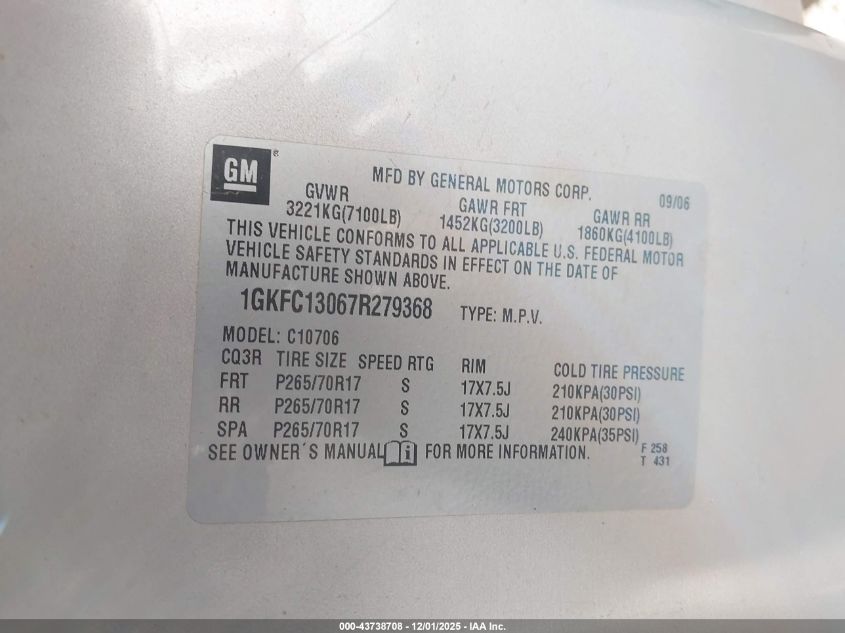 GM®
MFD BY GENERAL MOTORS CORP. 09/06
GVWR GAWR FRT GAWR RR
3221KG(7100LB) 1452KG(3200LB) 1860KG(4100LB)
THIS VEHICLE CONFORMS TO ALL APPLICABLE U.S. FEDERAL MOTOR
VEHICLE SAFETY STANDARDS IN EFFECT ON THE DATE OF
MANUFACTURE SHOWN ABOVE.
1GKFC13067R279368 TYPE: M.P.V.
MODEL: C10706
CQ3R TIRE SIZE SPEED RTG RIM COLD TIRE PRESSURE
FRT P265/70R17 S 17X7.5J 210KPA(30PSI)
RR P265/70R17 S 17X7.5J 210KPA(30PSI)
SPA P265/70R17 S 17X7.5J 240KPA(35PSI)
SEE OWNER´S MANUAL i FOR MORE INFORMATION. F 258
T 431
000-43738708 - 12/01/2025 - IAA Inc.